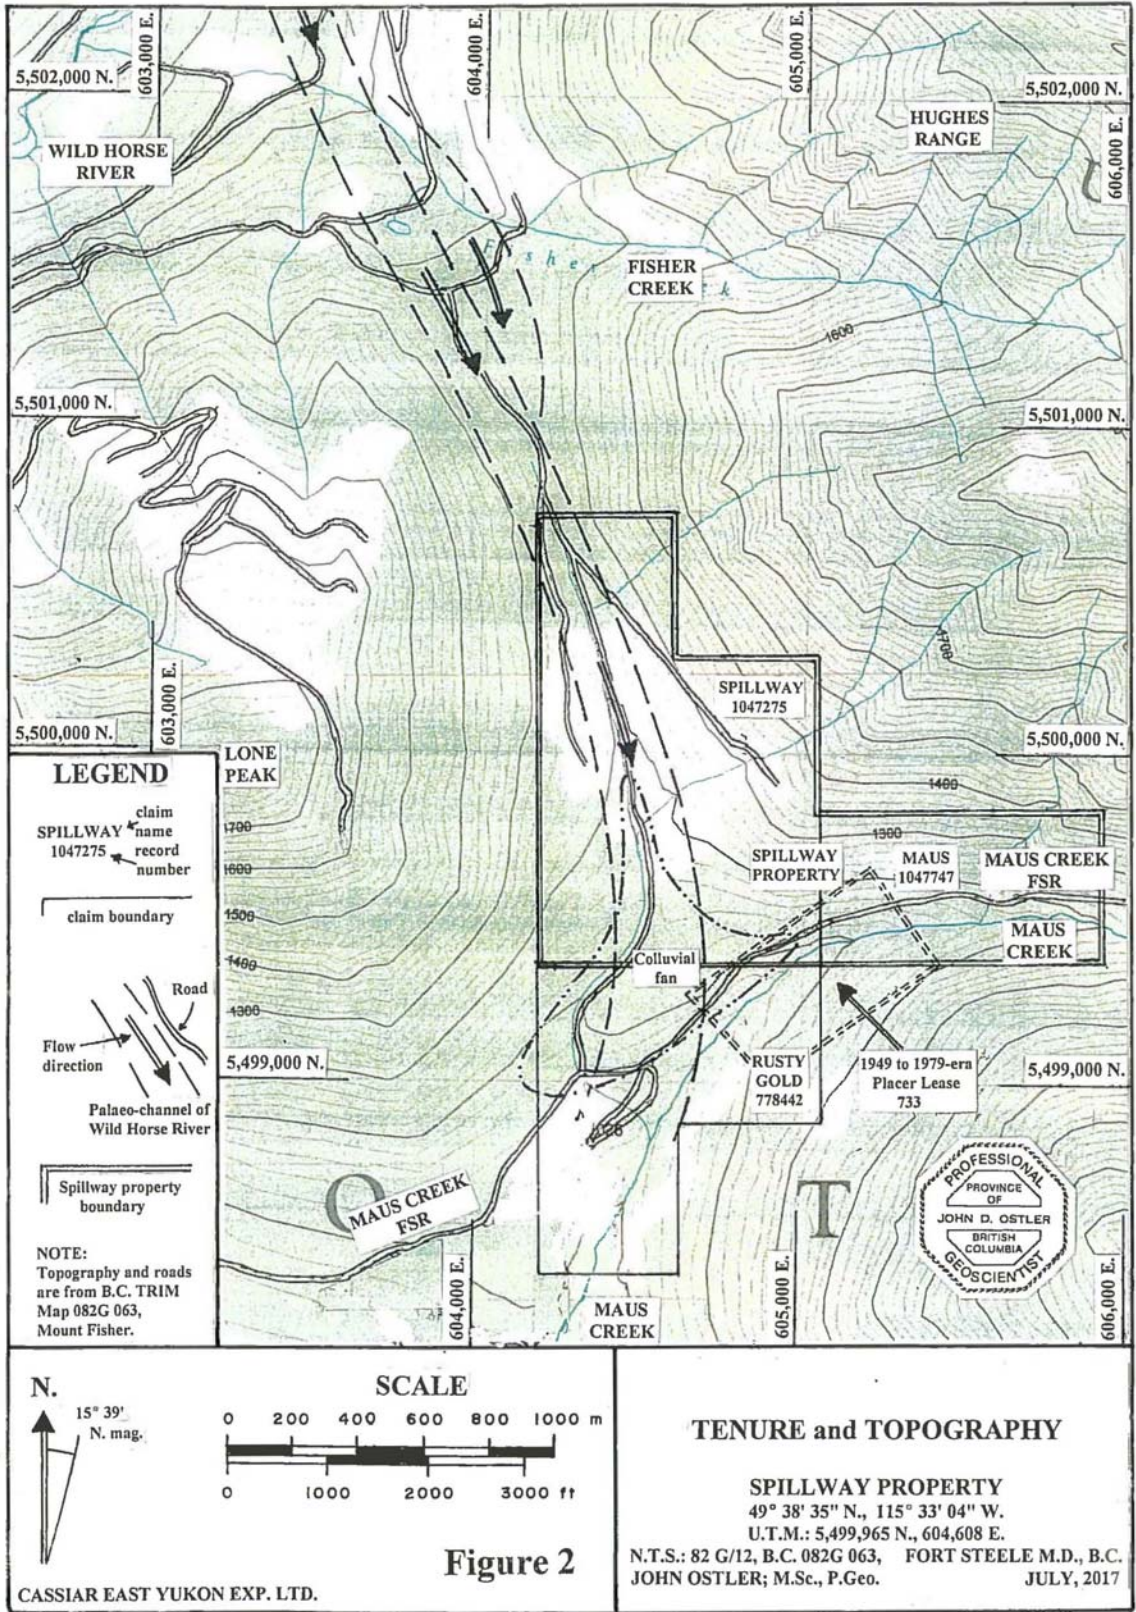 603,000 E.
604,000 E.
605,000 E.
5,502,000 N.
5,502,000 N.
HUGHES
RANGE
606,000 E.
WILD HORSE
RIVER
FISHER
CREEK
1600
5,501,000 N.
5,501,000 N.
1700
603,000 E.
SPILLWAY
1047275
5,500,000 N.
5,500,000 N.
LONE
PEAK
1400
1300
1700
1600
1500
1400
1300
SPILLWAY
PROPERTY
MAUS
1047747
MAUS CREEK
FSR
MAUS
CREEK
Colluvial
fan
RUSTY
GOLD
778442
1949 to 1979-era
Placer Lease
733
5,499,000 N.
5,499,000 N.
O
T
MAUS CREEK
FSR
604,000 E.
605,000 E.
606,000 E.
MAUS
CREEK
PROFESSIONAL
PROVINCE
OF
JOHN D. OSTLER
BRITISH
COLUMBIA
GEOSCIENTIST
LEGEND
SPILLWAY
1047275
claim
name
record
number
claim boundary
Road
Flow
direction
Palaeo-channel of
Wild Horse River
Spillway property
boundary
NOTE:
Topography and roads
are from B.C. TRIM
Map 082G 063,
Mount Fisher.
N.
15° 39'
N. mag.
SCALE
0 200 400 600 800 1000 m
0 1000 2000 3000 ft
Figure 2
CASSIAR EAST YUKON EXP. LTD.
TENURE and TOPOGRAPHY
SPILLWAY PROPERTY
49° 38' 35" N., 115° 33' 04" W.
U.T.M.: 5,499,965 N., 604,608 E.
N.T.S.: 82 G/12, B.C. 082G 063, FORT STEELE M.D., B.C.
JOHN OSTLER; M.Sc., P.Geo. JULY, 2017